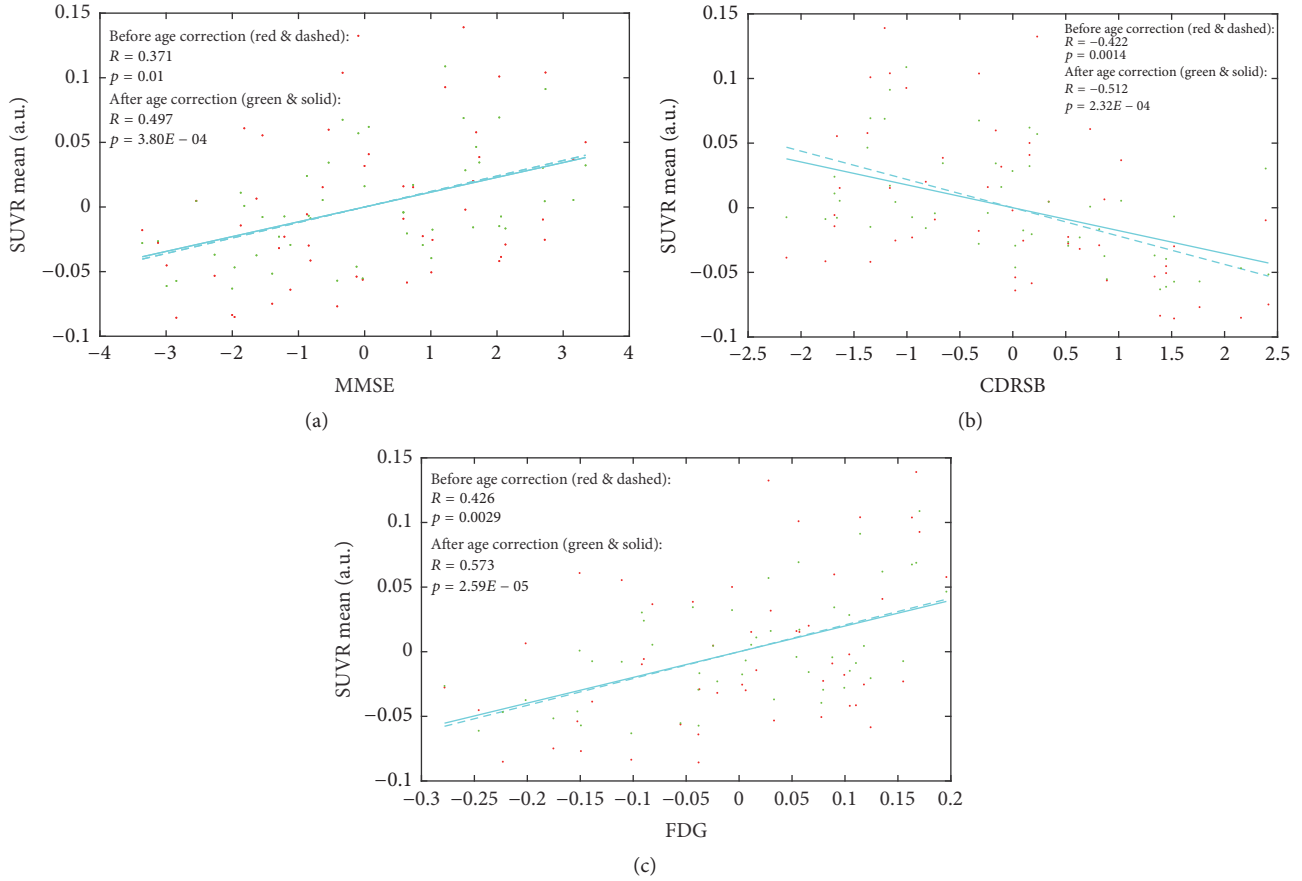 0.15
0.1
0.05
0
−0.05
−0.1
SUVR mean (a.u.)
Before age correction (red & dashed):
R = 0.371
p = 0.01
After age correction (green & solid):
R = 0.497
p = 3.80E − 04
−4 −3 −2 −1 0 1 2 3 4
MMSE
(a)
0.15
0.1
0.05
0
−0.05
−0.1
SUVR mean (a.u.)
Before age correction (red & dashed):
R = −0.422
p = 0.0014
After age correction (green & solid):
R = −0.512
p = 2.32E − 04
−2.5 −2 −1.5 −1 −0.5 0 0.5 1 1.5 2 2.5
CDRSB
(b)
0.15
0.1
0.05
0
−0.05
−0.1
SUVR mean (a.u.)
Before age correction (red & dashed):
R = 0.426
p = 0.0029
After age correction (green & solid):
R = 0.573
p = 2.59E − 05
−0.3 −0.25 −0.2 −0.15 −0.1 −0.05 0 0.05 0.1 0.15 0.2
FDG
(c)